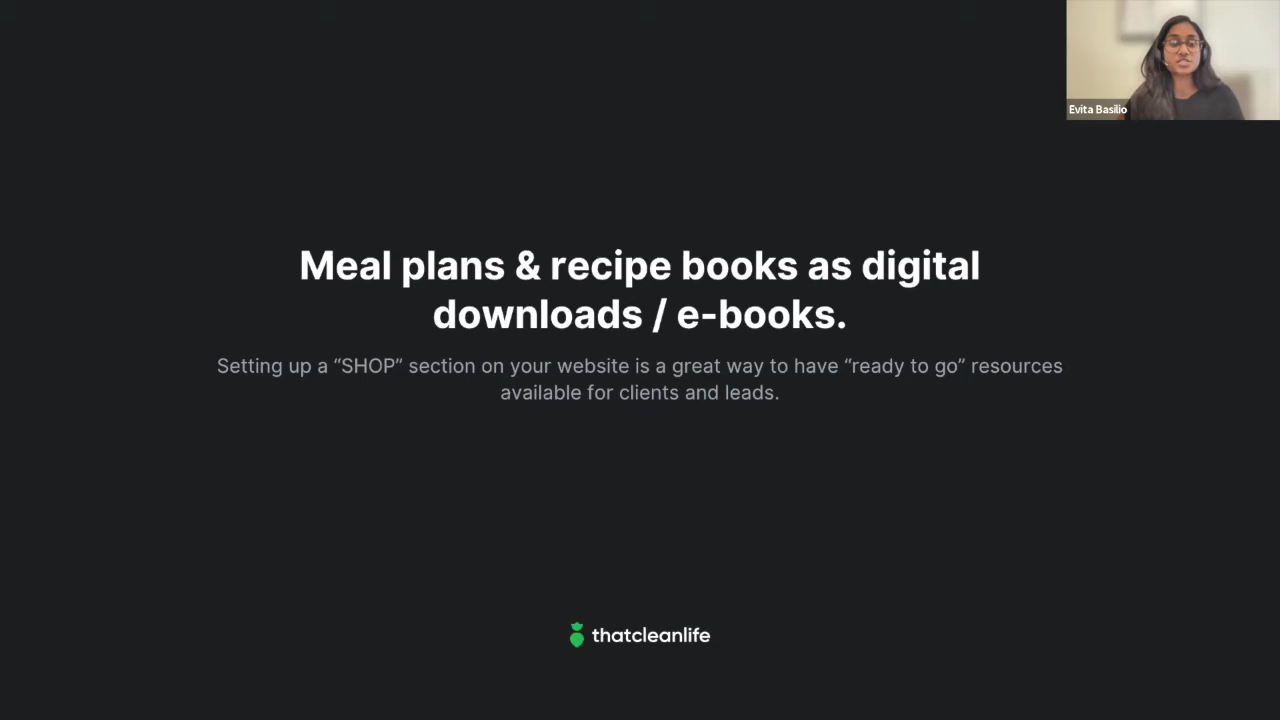 Evita Basilio
Meal plans & recipe books as digital
downloads / e-books.
Setting up a “SHOP” section on your website is a great way to have “ready to go” resources
available for clients and leads.
thatcleanlife